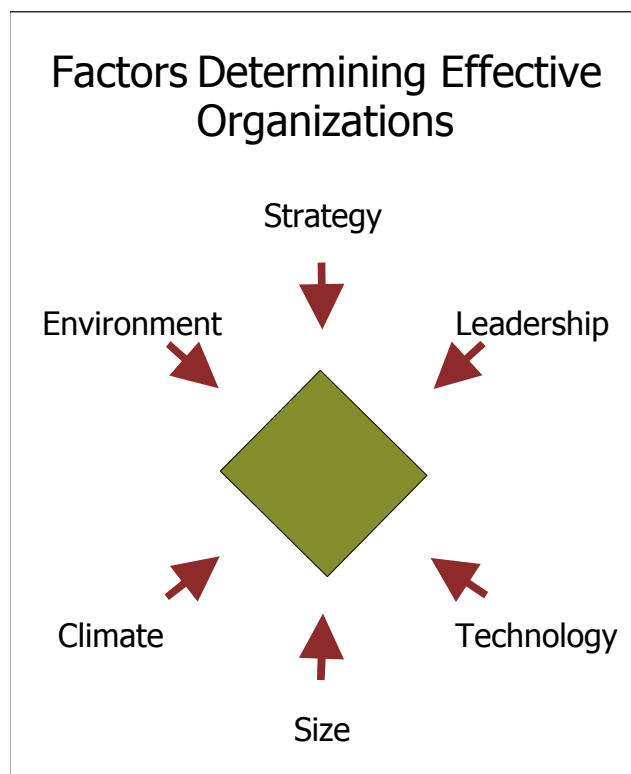 Factors Determining Effective
Organizations
Strategy
Environment
Leadership
Climate
Technology
Size